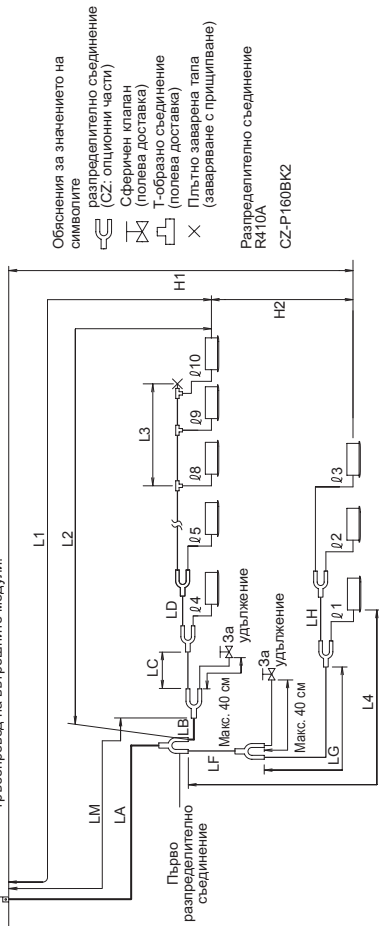 тръбопровод на вътрешните модули.
L1
L2
LM
LA
H1
H2
L3
ℓ10
ℓ9
ℓ8
ℓ5
ℓ4
LD
LC
LB
За
удължение
Макс. 40 см
Първо
разпределително
съединение
LF
За
удължение
Макс. 40 см
LG
LH
ℓ3
ℓ2
ℓ1
L4
Обяснения за значението на
символите
разпределително съединение
(CZ: опционни части)
Сферичен клапан
(полева доставка)
Т-образно съединение
(полева доставка)
Плътно заварена тапа
(заваряване с прищипване)
Разпределително съединение
R410A
CZ-P160BK2